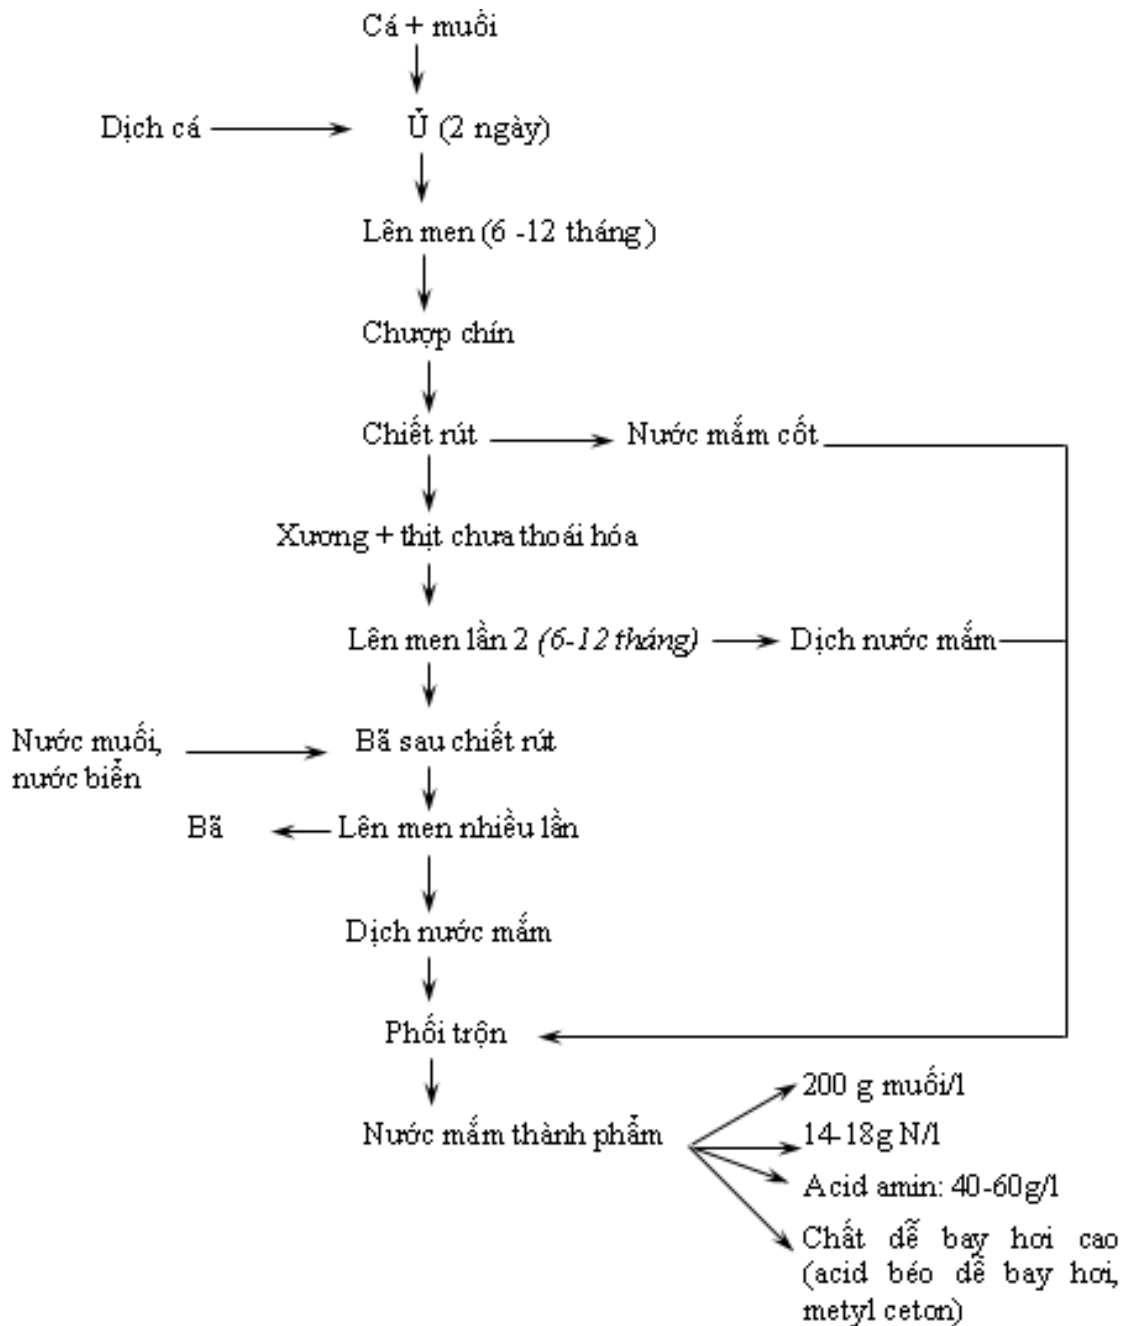 Cá + muối
Dịch cá
Ủ (2 ngày)
Lên men (6 -12 tháng)
Chượp chín
Chiết rút
Nước mắm cốt
Xương + thịt chưa thoái hóa
Lên men lần 2 (6-12 tháng)
Dịch nước mắm
Nước muối,
nước biển
Bã sau chiết rút
Bã
Lên men nhiều lần
Dịch nước mắm
Phối trộn
Nước mắm thành phẩm
200 g muối/l
14-18g N/l
Acid amin: 40-60g/l
Chất dễ bay hơi cao
(acid béo dễ bay hơi,
metyl ceton)